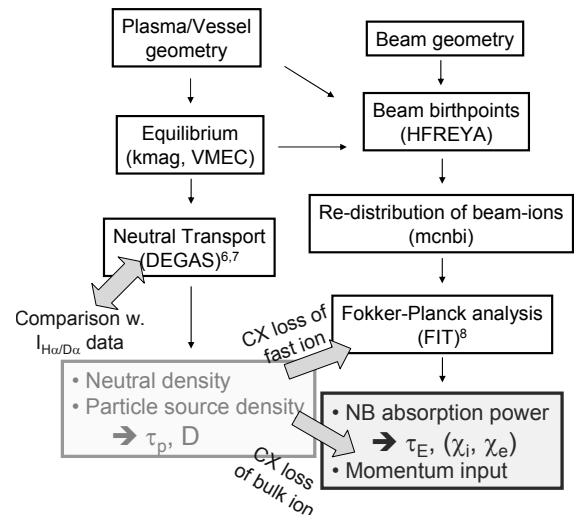 Plasma/Vessel
geometry
Beam geometry
Equilibrium
(kmag, VMEC)
Beam birthpoints
(HFREYA)
Re-distribution of beam-ions
(mcnbi)
Neutral Transport
(DEGAS)6,7
Comparison w.
IHα/Dα data
CX loss of
fast ion
Fokker-Planck analysis
(FIT)8
• Neutral density
• Particle source density
➔ τp, D
CX loss
of bulk ion
• NB absorption power
➔ τE, (χi, χe)
• Momentum input